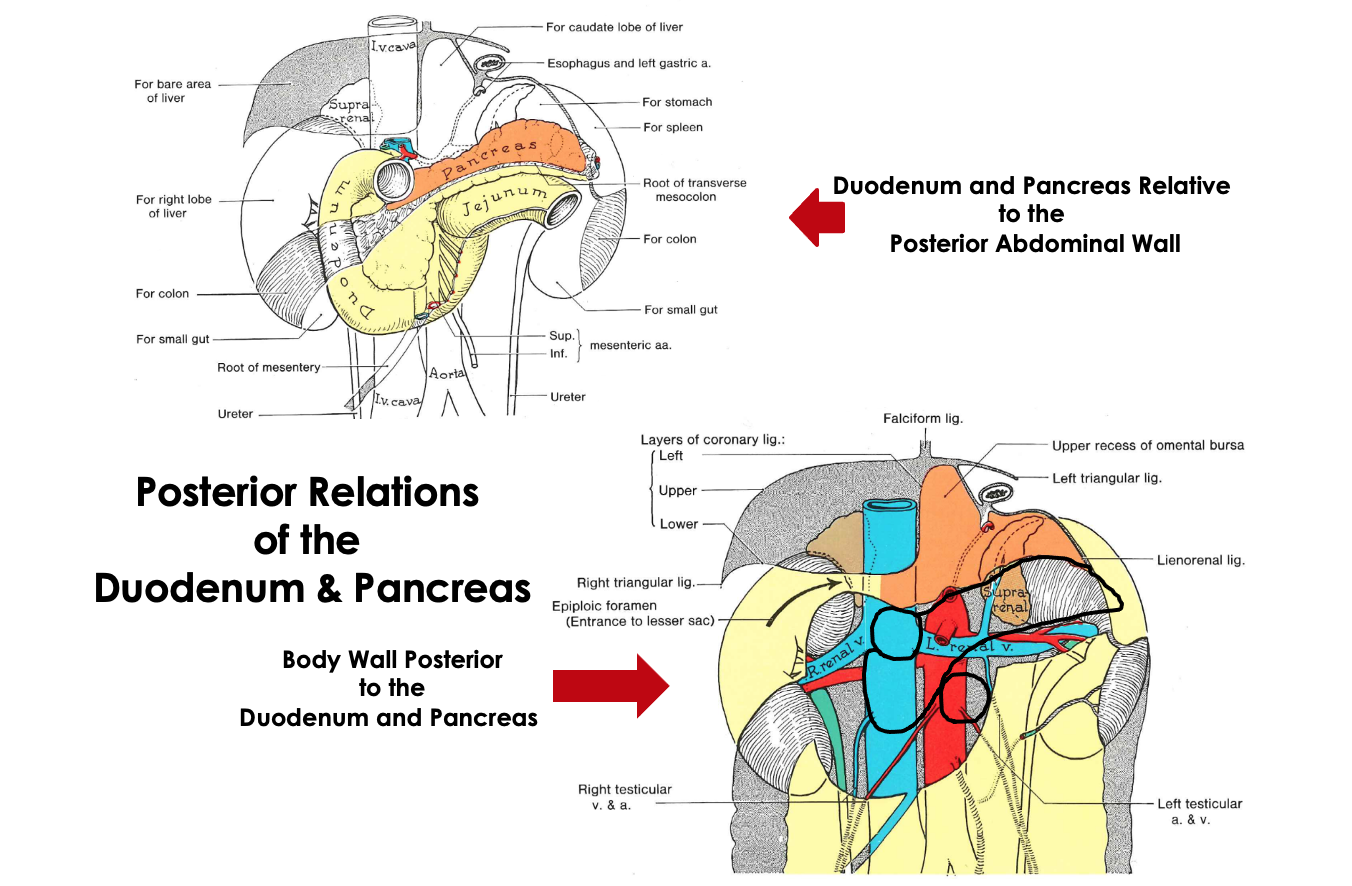 For caudate lobe of liver
I.v.cava
Esophagus and left gastric a.
For bare area
of liver
Supra-
renal
For stomach
For spleen
Pancreas
Root of transverse
mesocolon
Jejunum
For right lobe
of liver
Duodenum
For colon
For colon
For small gut
For small gut
Sup.
Inf.
mesenteric aa.
Root of mesentery
Aorta
I.v. cava
Ureter
Ureter
Duodenum and Pancreas Relative
to the
Posterior Abdominal Wall
Posterior Relations
of the
Duodenum & Pancreas
Body Wall Posterior
to the
Duodenum and Pancreas
Falciform lig.
Layers of coronary lig.:
Left
Upper
Lower
Upper recess of omental bursa
Left triangular lig.
Lienorenal lig.
Right triangular lig.
Epiploic foramen
(Entrance to lesser sac)
Supra-
renal
R. renal v.
L. renal v.
Right testicular
v. & a.
Left testicular
a. & v.